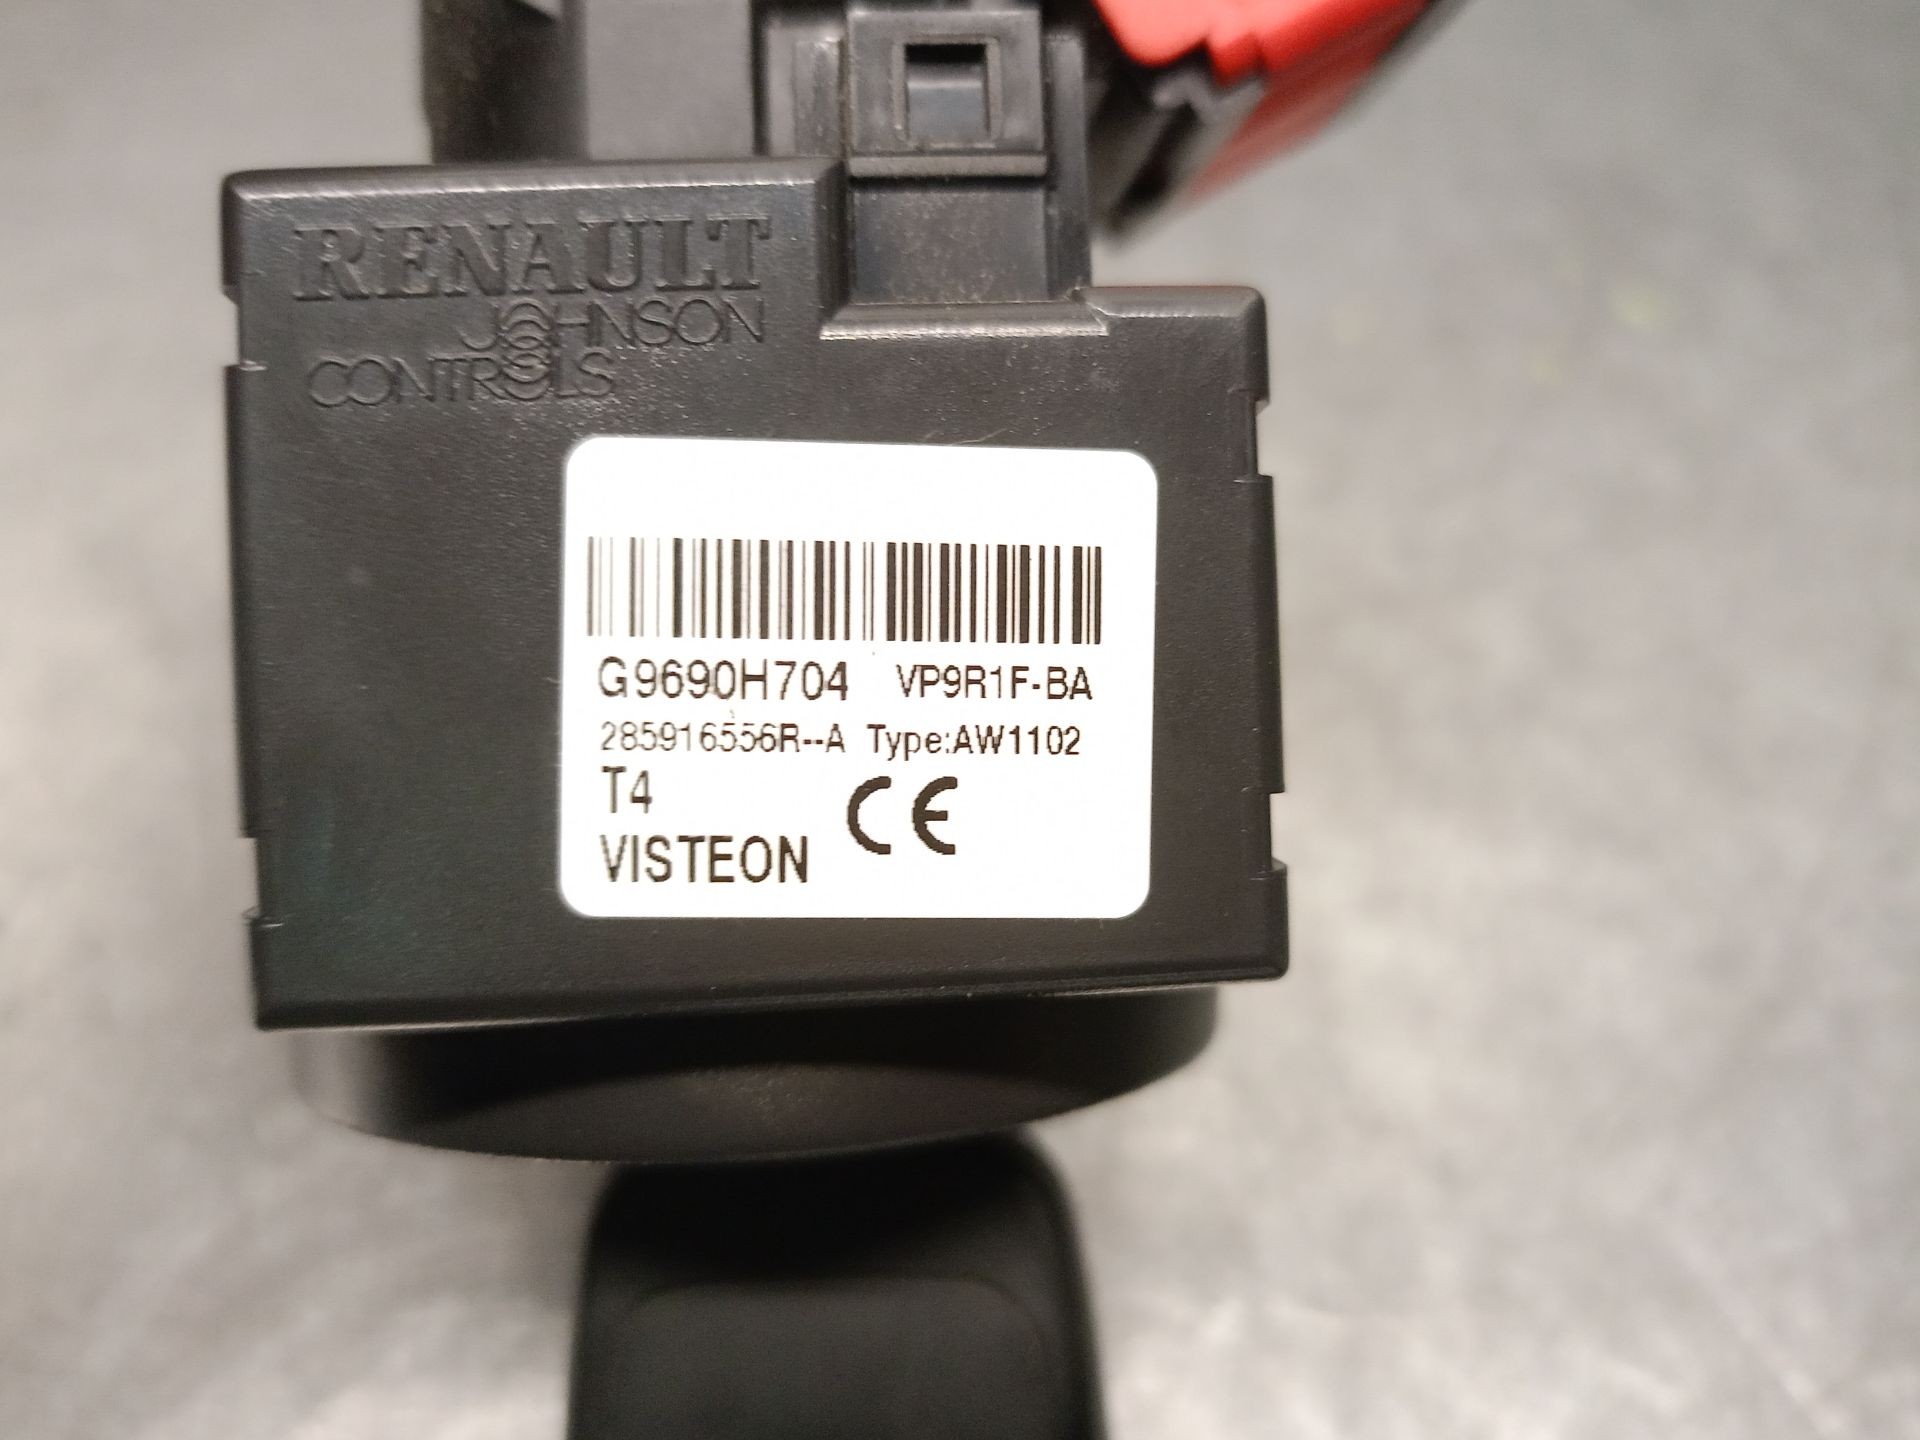 RENAULT
JOHNSON
CONTROLS
G9690H704 VP9R1F-BA
285916556R--A Type:AW1102
T4 CE
VISTEON